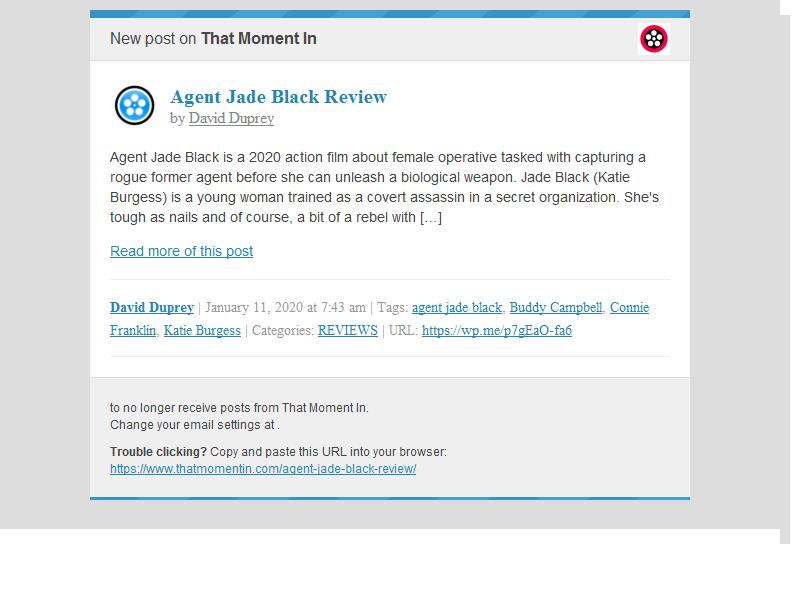 New post on That Moment In
Agent Jade Black Review
by David Duprey
Agent Jade Black is a 2020 action film about female operative tasked with capturing a
rogue former agent before she can unleash a biological weapon. Jade Black (Katie
Burgess) is a young woman trained as a covert assassin in a secret organization. She's
tough as nails and of course, a bit of a rebel with […]
Read more of this post
David Duprey | January 11, 2020 at 7:43 am | Tags: agent jade black, Buddy Campbell, Connie
Franklin, Katie Burgess | Categories: REVIEWS | URL: https://wp.me/p7gEaO-fa6
to no longer receive posts from That Moment In.
Change your email settings at .
Trouble clicking? Copy and paste this URL into your browser:
https://www.thatmomentin.com/agent-jade-black-review/